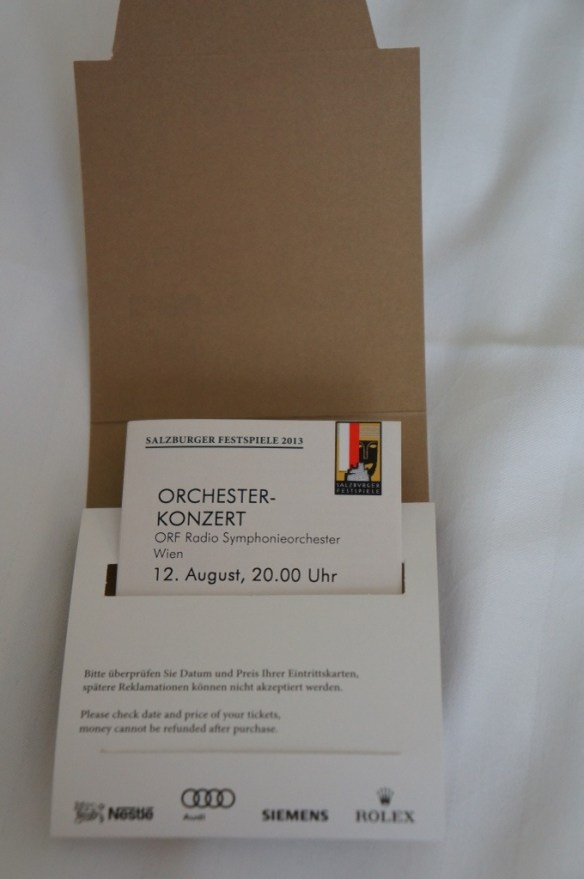 SALZBURGER FESTSPIELE 2013
SALZBURGER
FESTSPIELE
ORCHESTER-
KONZERT
ORF Radio Symphonieorchester
Wien
12. August, 20.00 Uhr
Bitte überprüfen Sie Datum und Preis Ihrer Eintrittskarten,
spätere Reklamationen können nicht akzeptiert werden.
Please check date and price of your tickets,
money cannot be refunded after purchase.
Nestlé
Audi
SIEMENS
ROLEX